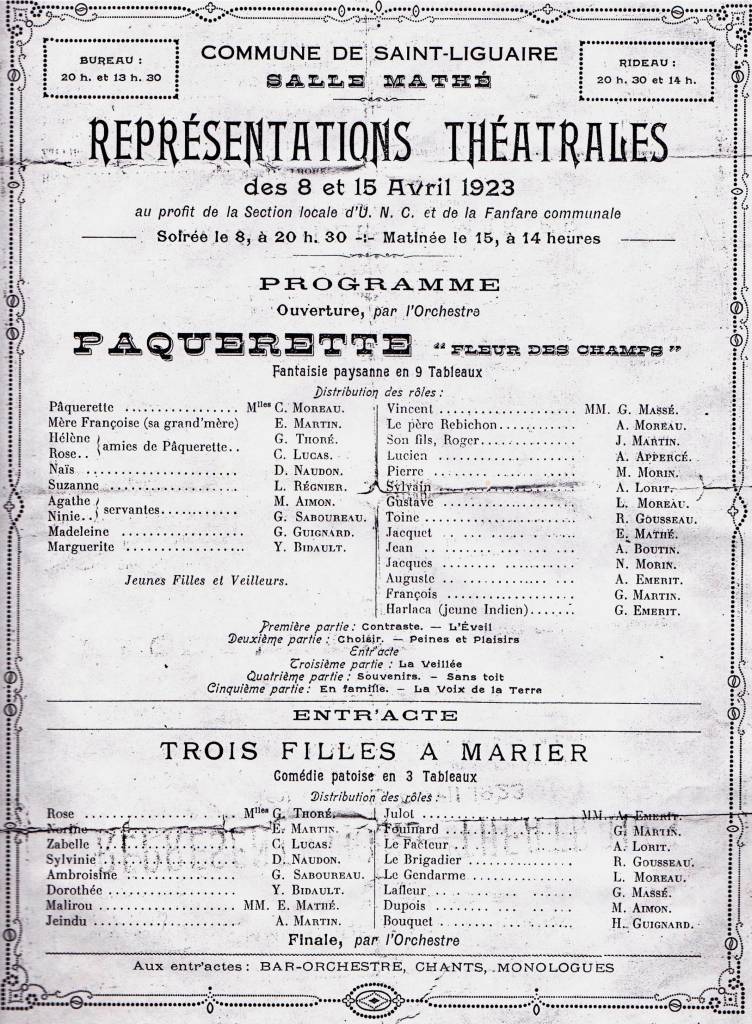 BUREAU :
20 h. et 13 h. 30
COMMUNE DE SAINT-LIGUAIRE
SALLE MATHÉ
RIDEAU :
20 h. 30 et 14 h.
REPRÉSENTATIONS THÉATRALES
des 8 et 15 Avril 1923
au profit de la Section locale d'U. N. C. et de la Fanfare communale
Soirée le 8, à 20 h. 30 -:- Matinée le 15, à 14 heures
PROGRAMME
Ouverture, par l'Orchestre
PAQUERETTE " FLEUR DES CHAMPS "
Fantaisie paysanne en 9 Tableaux
Distribution des rôles :
Pâquerette ................ Mlles C. MOREAU.
Mère Françoise (sa grand'mère) E. MARTIN.
Hélène } amies de Pâquerette.. G. THORÉ.
Rose.. C. LUCAS.
Naïs ...................... D. NAUDON.
Suzanne ................... L. RÉGNIER.
Agathe } servantes........... M. AIMON.
Ninie.. G. SABOUREAU.
Madeleine ................. G. GUIGNARD.
Marguerite ................ Y. BIDAULT.
Jeunes Filles et Veilleurs.
Vincent ...................... MM. G. MASSÉ.
Le père Rebichon........... A. MOREAU.
Son fils, Roger............. J. MARTIN.
Lucien .................... A. APPERCÉ.
Pierre .................... M. MORIN.
Sylvain ................... A. LORIT.
Gustave ................... L. MOREAU.
Toine ..................... R. GOUSSEAU.
Jacquet ................... E. MATHÉ.
Jean ...................... A. BOUTIN.
Jacques ................... N. MORIN.
Auguste ................... A. EMERIT.
François .................. G. MARTIN.
Harlaca (jeune Indien)....... G. EMERIT.
Première partie : Contraste. — L'Éveil
Deuxième partie : Choisir. — Peines et Plaisirs
Entr'acte
Troisième partie : La Veillée
Quatrième partie : Souvenirs. — Sans toit
Cinquième partie : En famille. — La Voix de la Terre
ENTR'ACTE
TROIS FILLES A MARIER
Comédie patoise en 3 Tableaux
Distribution des rôles :
Rose ...................... Mlles G. THORÉ.
Norine .................... E. MARTIN.
Zabelle ................... C. LUCAS.
Sylvinie .................. D. NAUDON.
Ambroisine ................ G. SABOUREAU.
Dorothée .................. Y. BIDAULT.
Malirou ................... MM. E. MATHÉ.
Jeindu .................... A. MARTIN.
Julot ..................... MM. A. EMERIT.
Fouinard .................. G. MARTIN.
Le Facteur ................ A. LORIT.
Le Brigadier .............. R. GOUSSEAU.
Le Gendarme ............... L. MOREAU.
Lafleur ................... G. MASSÉ.
Dupois .................... M. AIMON.
Bouquet ................... H. GUIGNARD.
Finale, par l'Orchestre
Aux entr'actes : BAR-ORCHESTRE, CHANTS, MONOLOGUES